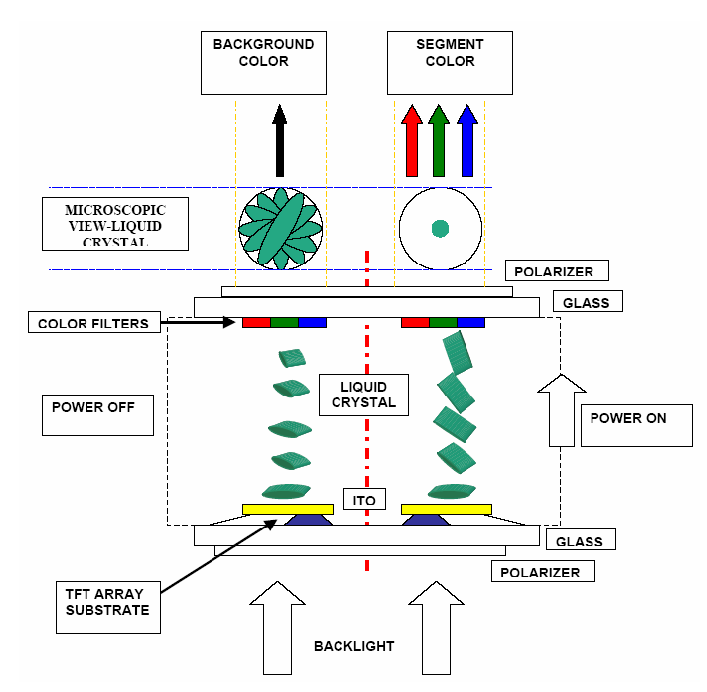 BACKGROUND
COLOR
SEGMENT
COLOR
MICROSCOPIC
VIEW-LIQUID
CRYSTAL
POLARIZER
GLASS
COLOR FILTERS
LIQUID
CRYSTAL
POWER OFF
POWER ON
ITO
GLASS
POLARIZER
TFT ARRAY
SUBSTRATE
BACKLIGHT